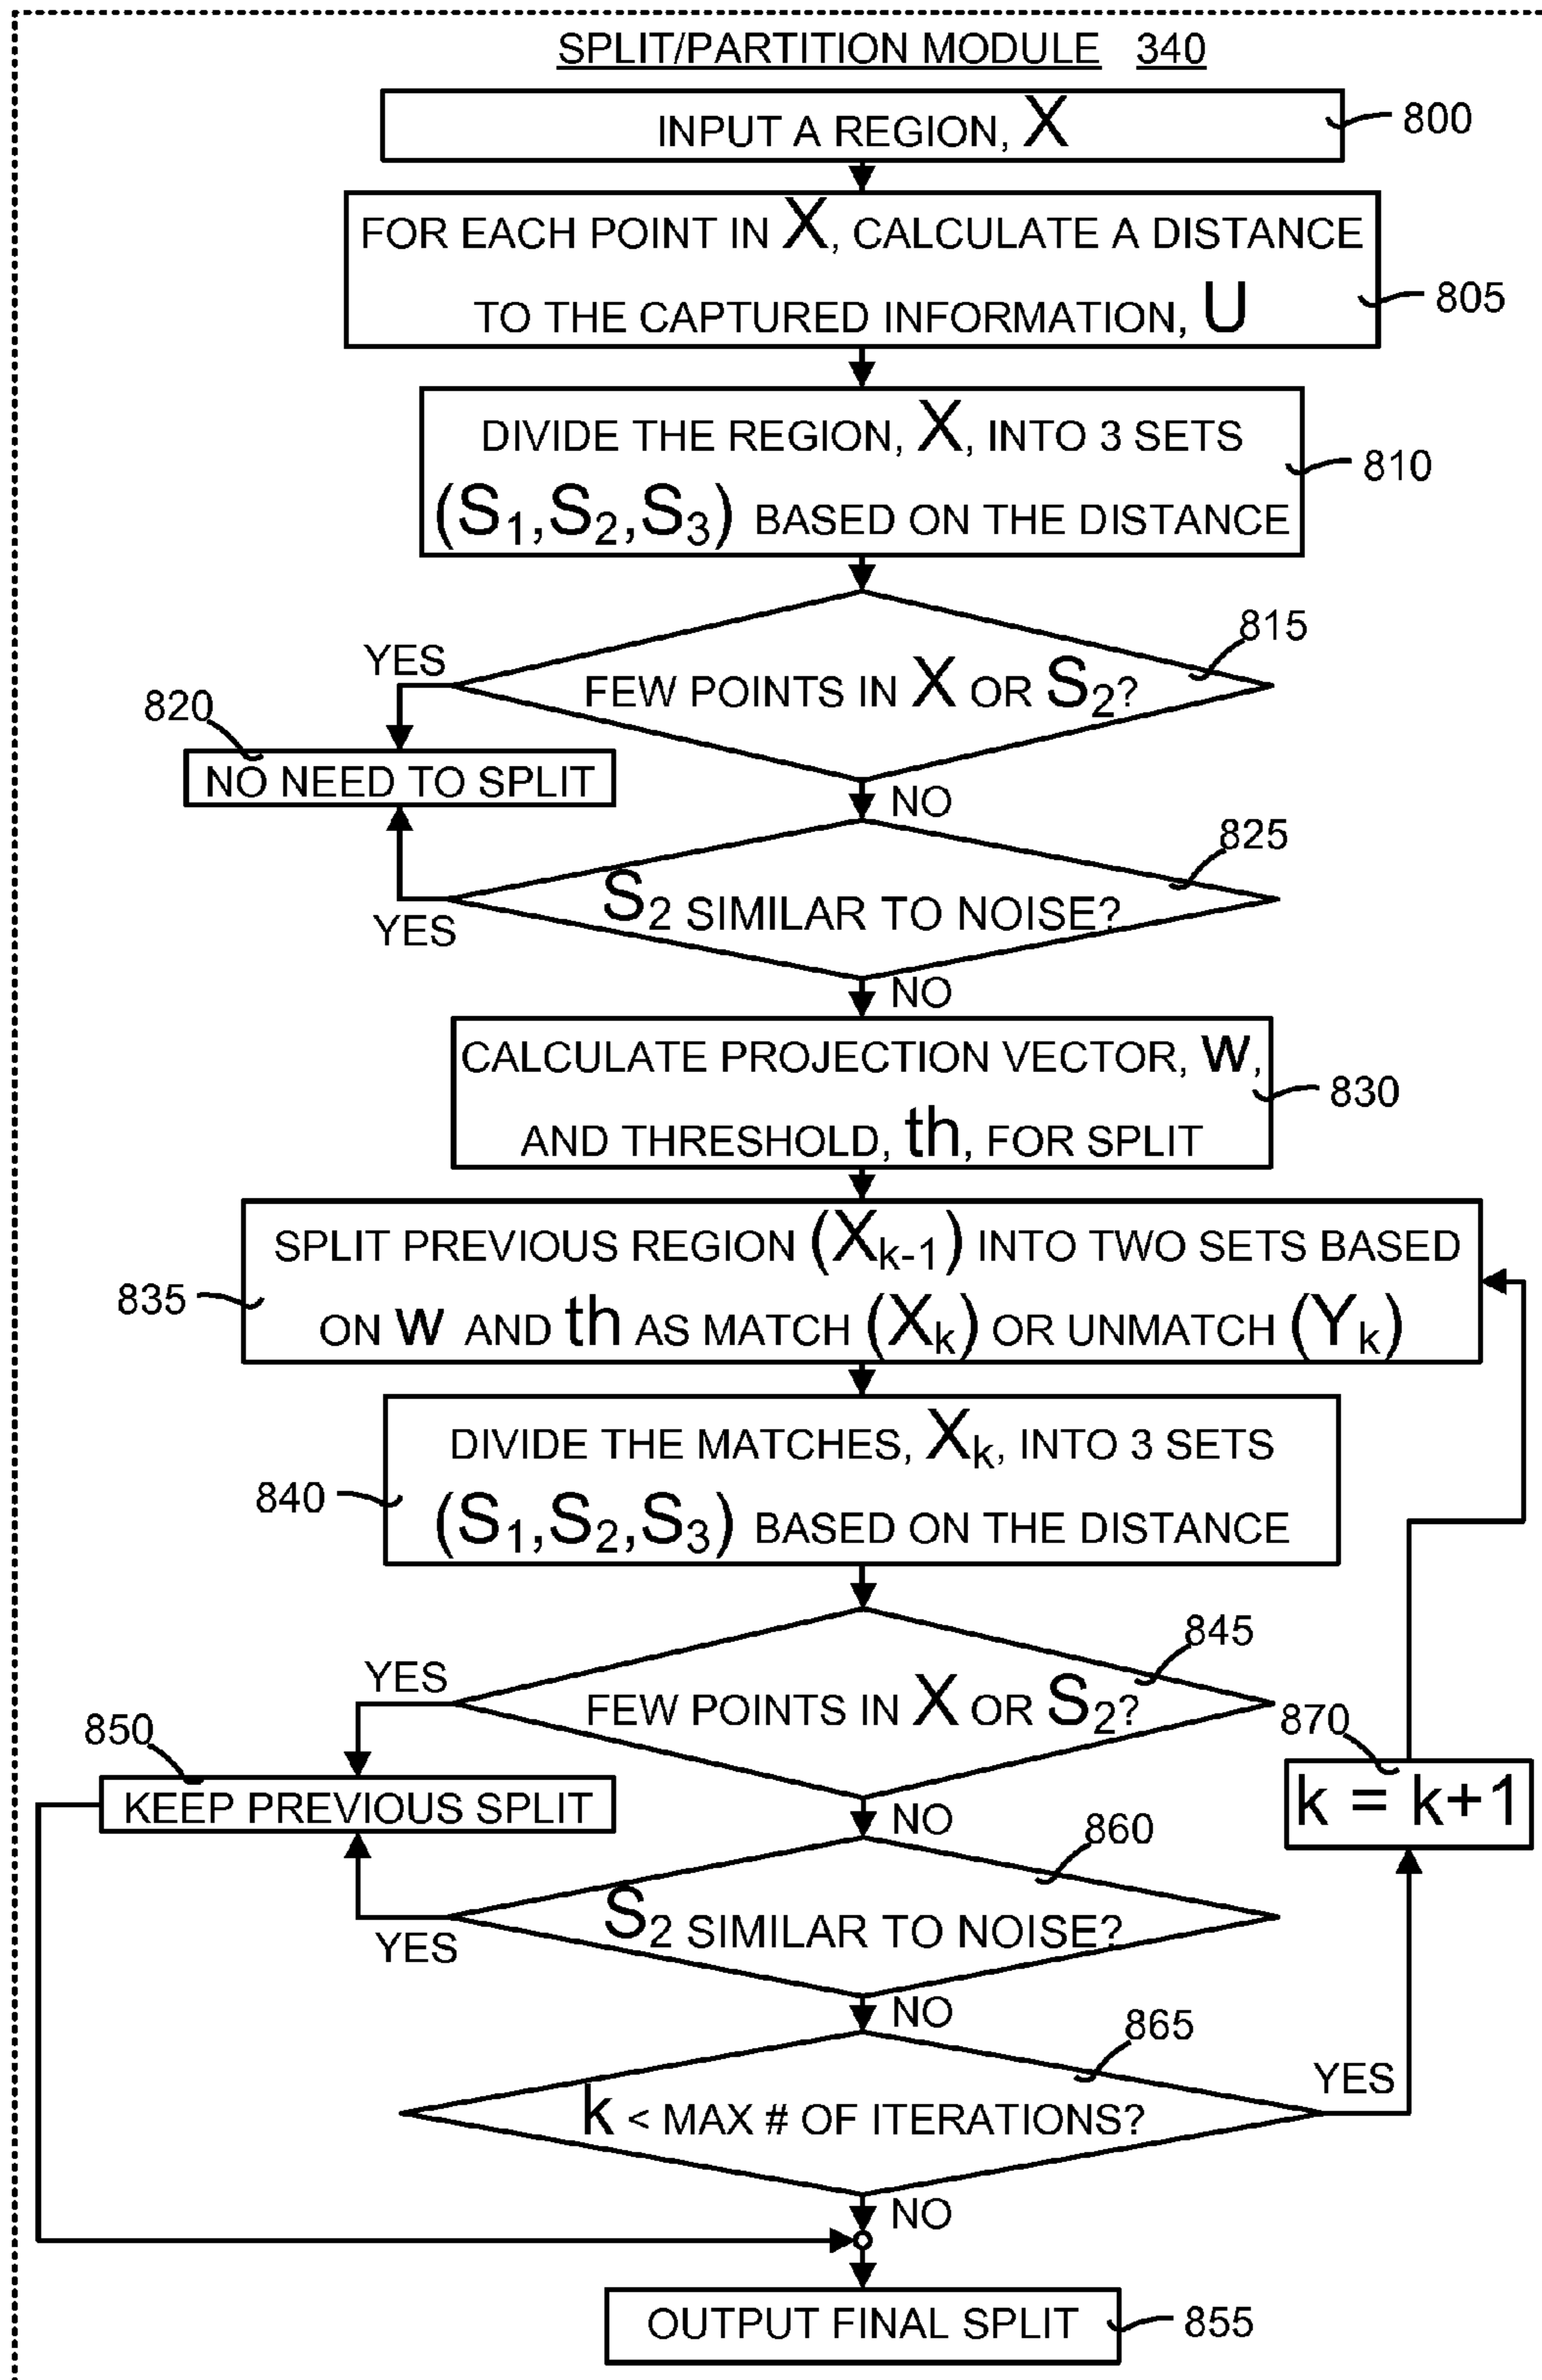 SPLIT/PARTITION MODULE 340
INPUT A REGION, X
800
FOR EACH POINT IN X, CALCULATE A DISTANCE
TO THE CAPTURED INFORMATION, U
805
DIVIDE THE REGION, X, INTO 3 SETS
(S1,S2,S3) BASED ON THE DISTANCE
810
815
YES
FEW POINTS IN X OR S2?
820
NO NEED TO SPLIT
NO
825
S2 SIMILAR TO NOISE?
YES
NO
CALCULATE PROJECTION VECTOR, W,
AND THRESHOLD, th, FOR SPLIT
830
SPLIT PREVIOUS REGION (Xk-1) INTO TWO SETS BASED
ON W AND th AS MATCH (Xk) OR UNMATCH (Yk)
835
DIVIDE THE MATCHES, Xk, INTO 3 SETS
(S1,S2,S3) BASED ON THE DISTANCE
840
845
YES
FEW POINTS IN X OR S2?
850
KEEP PREVIOUS SPLIT
870
k = k+1
NO
860
S2 SIMILAR TO NOISE?
YES
NO
865
YES
k < MAX # OF ITERATIONS?
NO
OUTPUT FINAL SPLIT
855